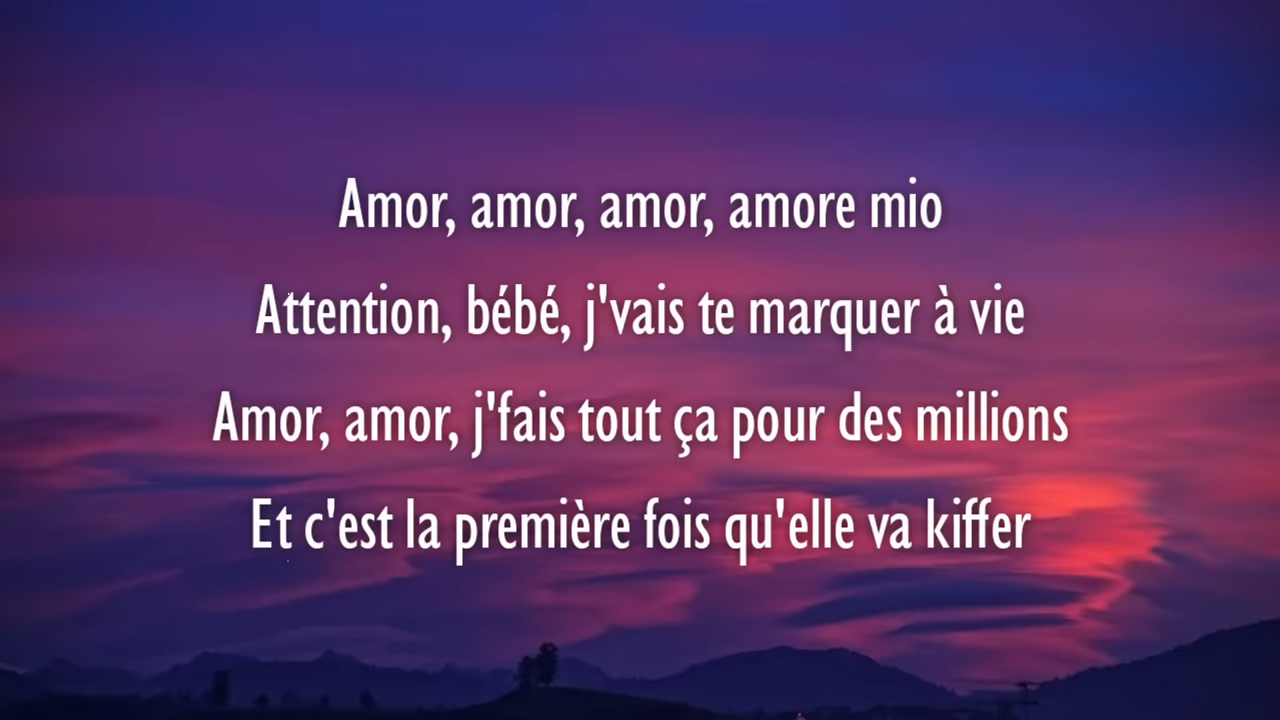 Amor, amor, amor, amore mio
Attention, bébé, j'vais te marquer à vie
Amor, amor, j'fais tout ça pour des millions
Et c'est la première fois qu'elle va kiffer